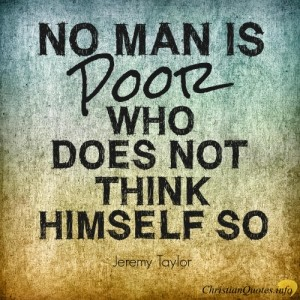 NO MAN IS
Poor
WHO
DOES NOT
THINK
HIMSELF SO
Jeremy Taylor
ChristianQuotes.info